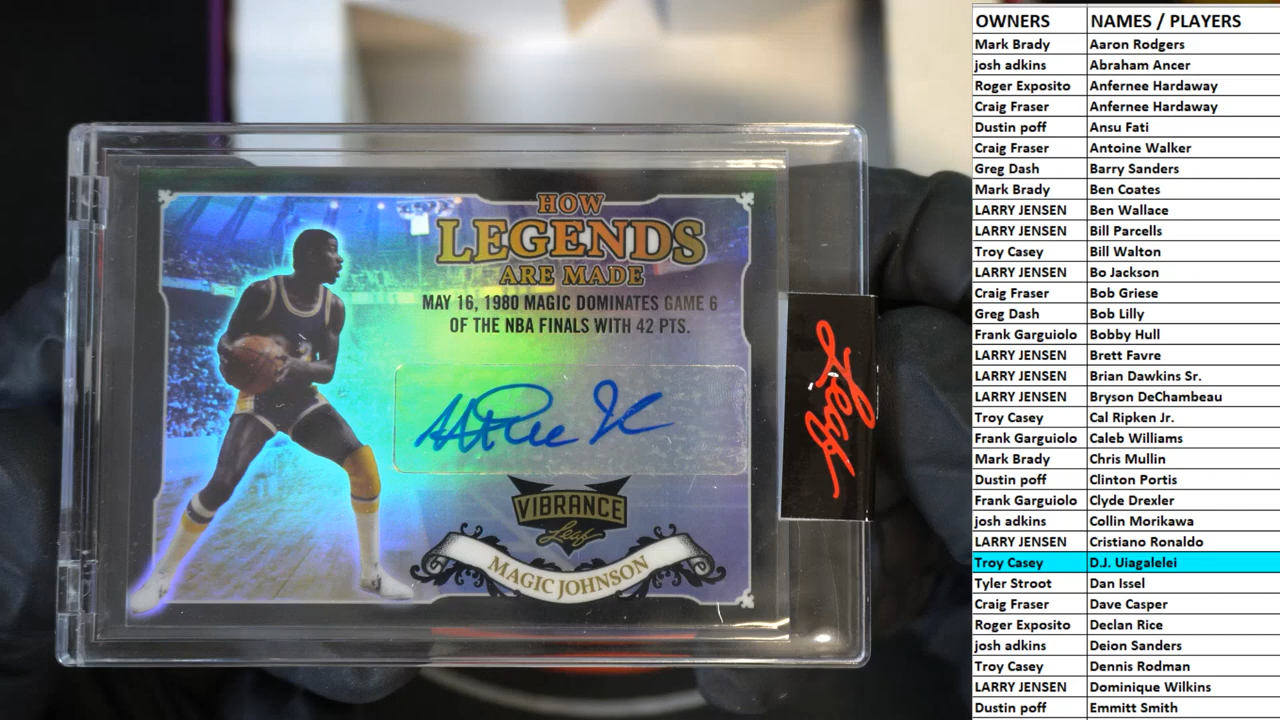 HOW
LEGENDS
ARE MADE
MAY 16, 1980 MAGIC DOMINATES GAME 6
OF THE NBA FINALS WITH 42 PTS.
VIBRANCE
Leaf
MAGIC JOHNSON
Leaf
OWNERS NAMES / PLAYERS
Mark Brady Aaron Rodgers
josh adkins Abraham Ancer
Roger Exposito Anfernee Hardaway
Craig Fraser Anfernee Hardaway
Dustin poff Ansu Fati
Craig Fraser Antoine Walker
Greg Dash Barry Sanders
Mark Brady Ben Coates
LARRY JENSEN Ben Wallace
LARRY JENSEN Bill Parcells
Troy Casey Bill Walton
LARRY JENSEN Bo Jackson
Craig Fraser Bob Griese
Greg Dash Bob Lilly
Frank Garguiolo Bobby Hull
LARRY JENSEN Brett Favre
LARRY JENSEN Brian Dawkins Sr.
LARRY JENSEN Bryson DeChambeau
Troy Casey Cal Ripken Jr.
Frank Garguiolo Caleb Williams
Mark Brady Chris Mullin
Dustin poff Clinton Portis
Frank Garguiolo Clyde Drexler
josh adkins Collin Morikawa
LARRY JENSEN Cristiano Ronaldo
Troy Casey D.J. Uiagalelei
Tyler Stroot Dan Issel
Craig Fraser Dave Casper
Roger Exposito Declan Rice
josh adkins Deion Sanders
Troy Casey Dennis Rodman
LARRY JENSEN Dominique Wilkins
Dustin poff Emmitt Smith